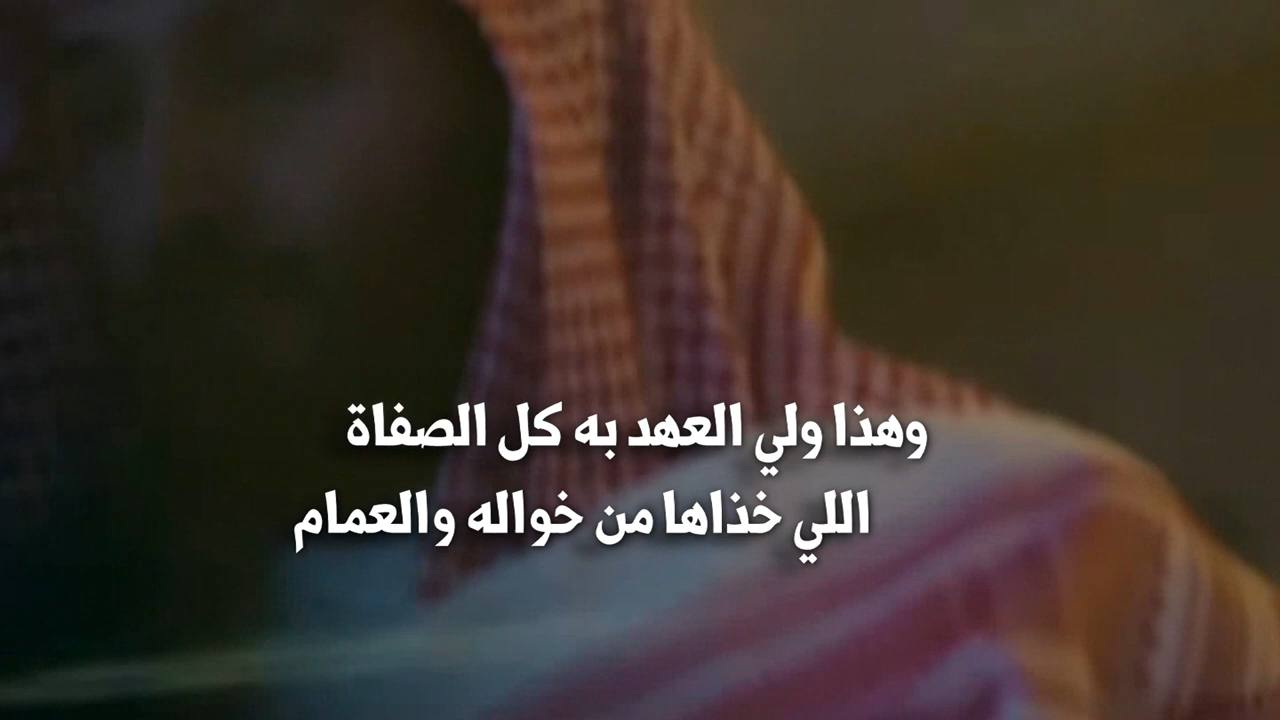 وهذا ولي العهد به كل الصفاة
اللي خذاها من خواله والعمام